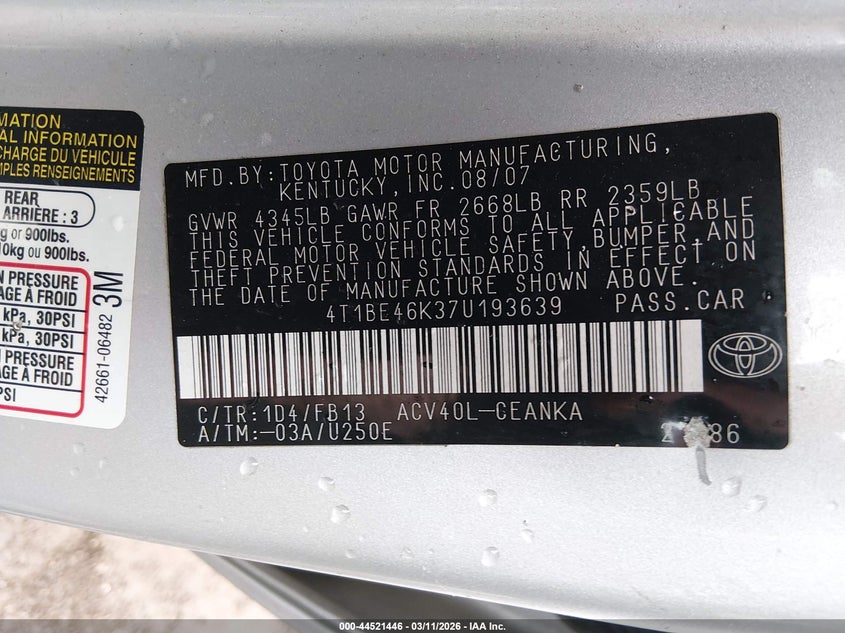 MATION
AL INFORMATION
CHARGE DU VÉHICULE
MPLES RENSEIGNEMENTS
REAR
ARRIÈRE : 3
g or 900lbs.
10kg ou 900lbs.
N PRESSURE
AGE À FROID
kPa, 30PSI
kPa, 30PSI
N PRESSURE
AGE À FROID
PSI
42661-06482 3M
MFD.BY:TOYOTA MOTOR MANUFACTURING,
KENTUCKY, INC. 08/07
GVWR 4345LB GAWR FR 2668LB RR 2359LB
THIS VEHICLE CONFORMS TO ALL APPLICABLE
FEDERAL MOTOR VEHICLE SAFETY,BUMPER,AND
THEFT PREVENTION STANDARDS IN EFFECT ON
THE DATE OF MANUFACTURE SHOWN ABOVE.
4T1BE46K37U193639 PASS.CAR
C/TR:1D4/FB13 ACV40L-CEANKA
A/TM:-03A/U250E
000-44521446 - 03/11/2026 - IAA Inc.